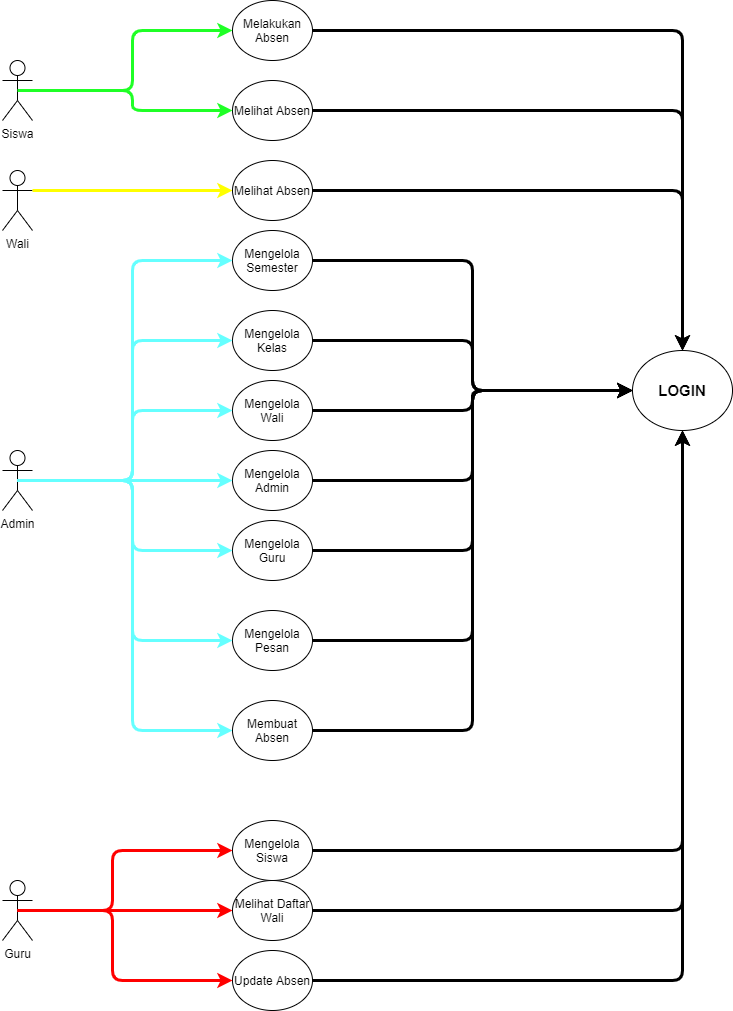 Melakukan
Absen
Siswa
Melihat Absen
Wali
Melihat Absen
Mengelola
Semester
Mengelola
Kelas
LOGIN
Mengelola
Wali
Admin
Mengelola
Admin
Mengelola
Guru
Mengelola
Pesan
Membuat
Absen
Mengelola
Siswa
Guru
Melihat Daftar
Wali
Update Absen